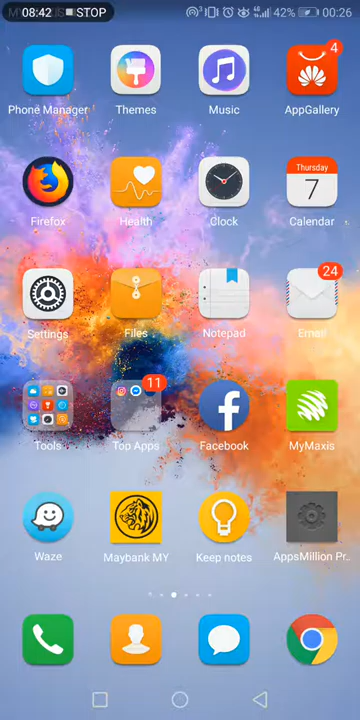 08:42 STOP 42% 00:26
4
Phone Manager Themes Music AppGallery
Thursday
7
Firefox Health Clock Calendar
24
Settings Files Notepad Email
11
Tools Top Apps Facebook MyMaxis
Waze Maybank MY Keep notes AppsMillion Pr..